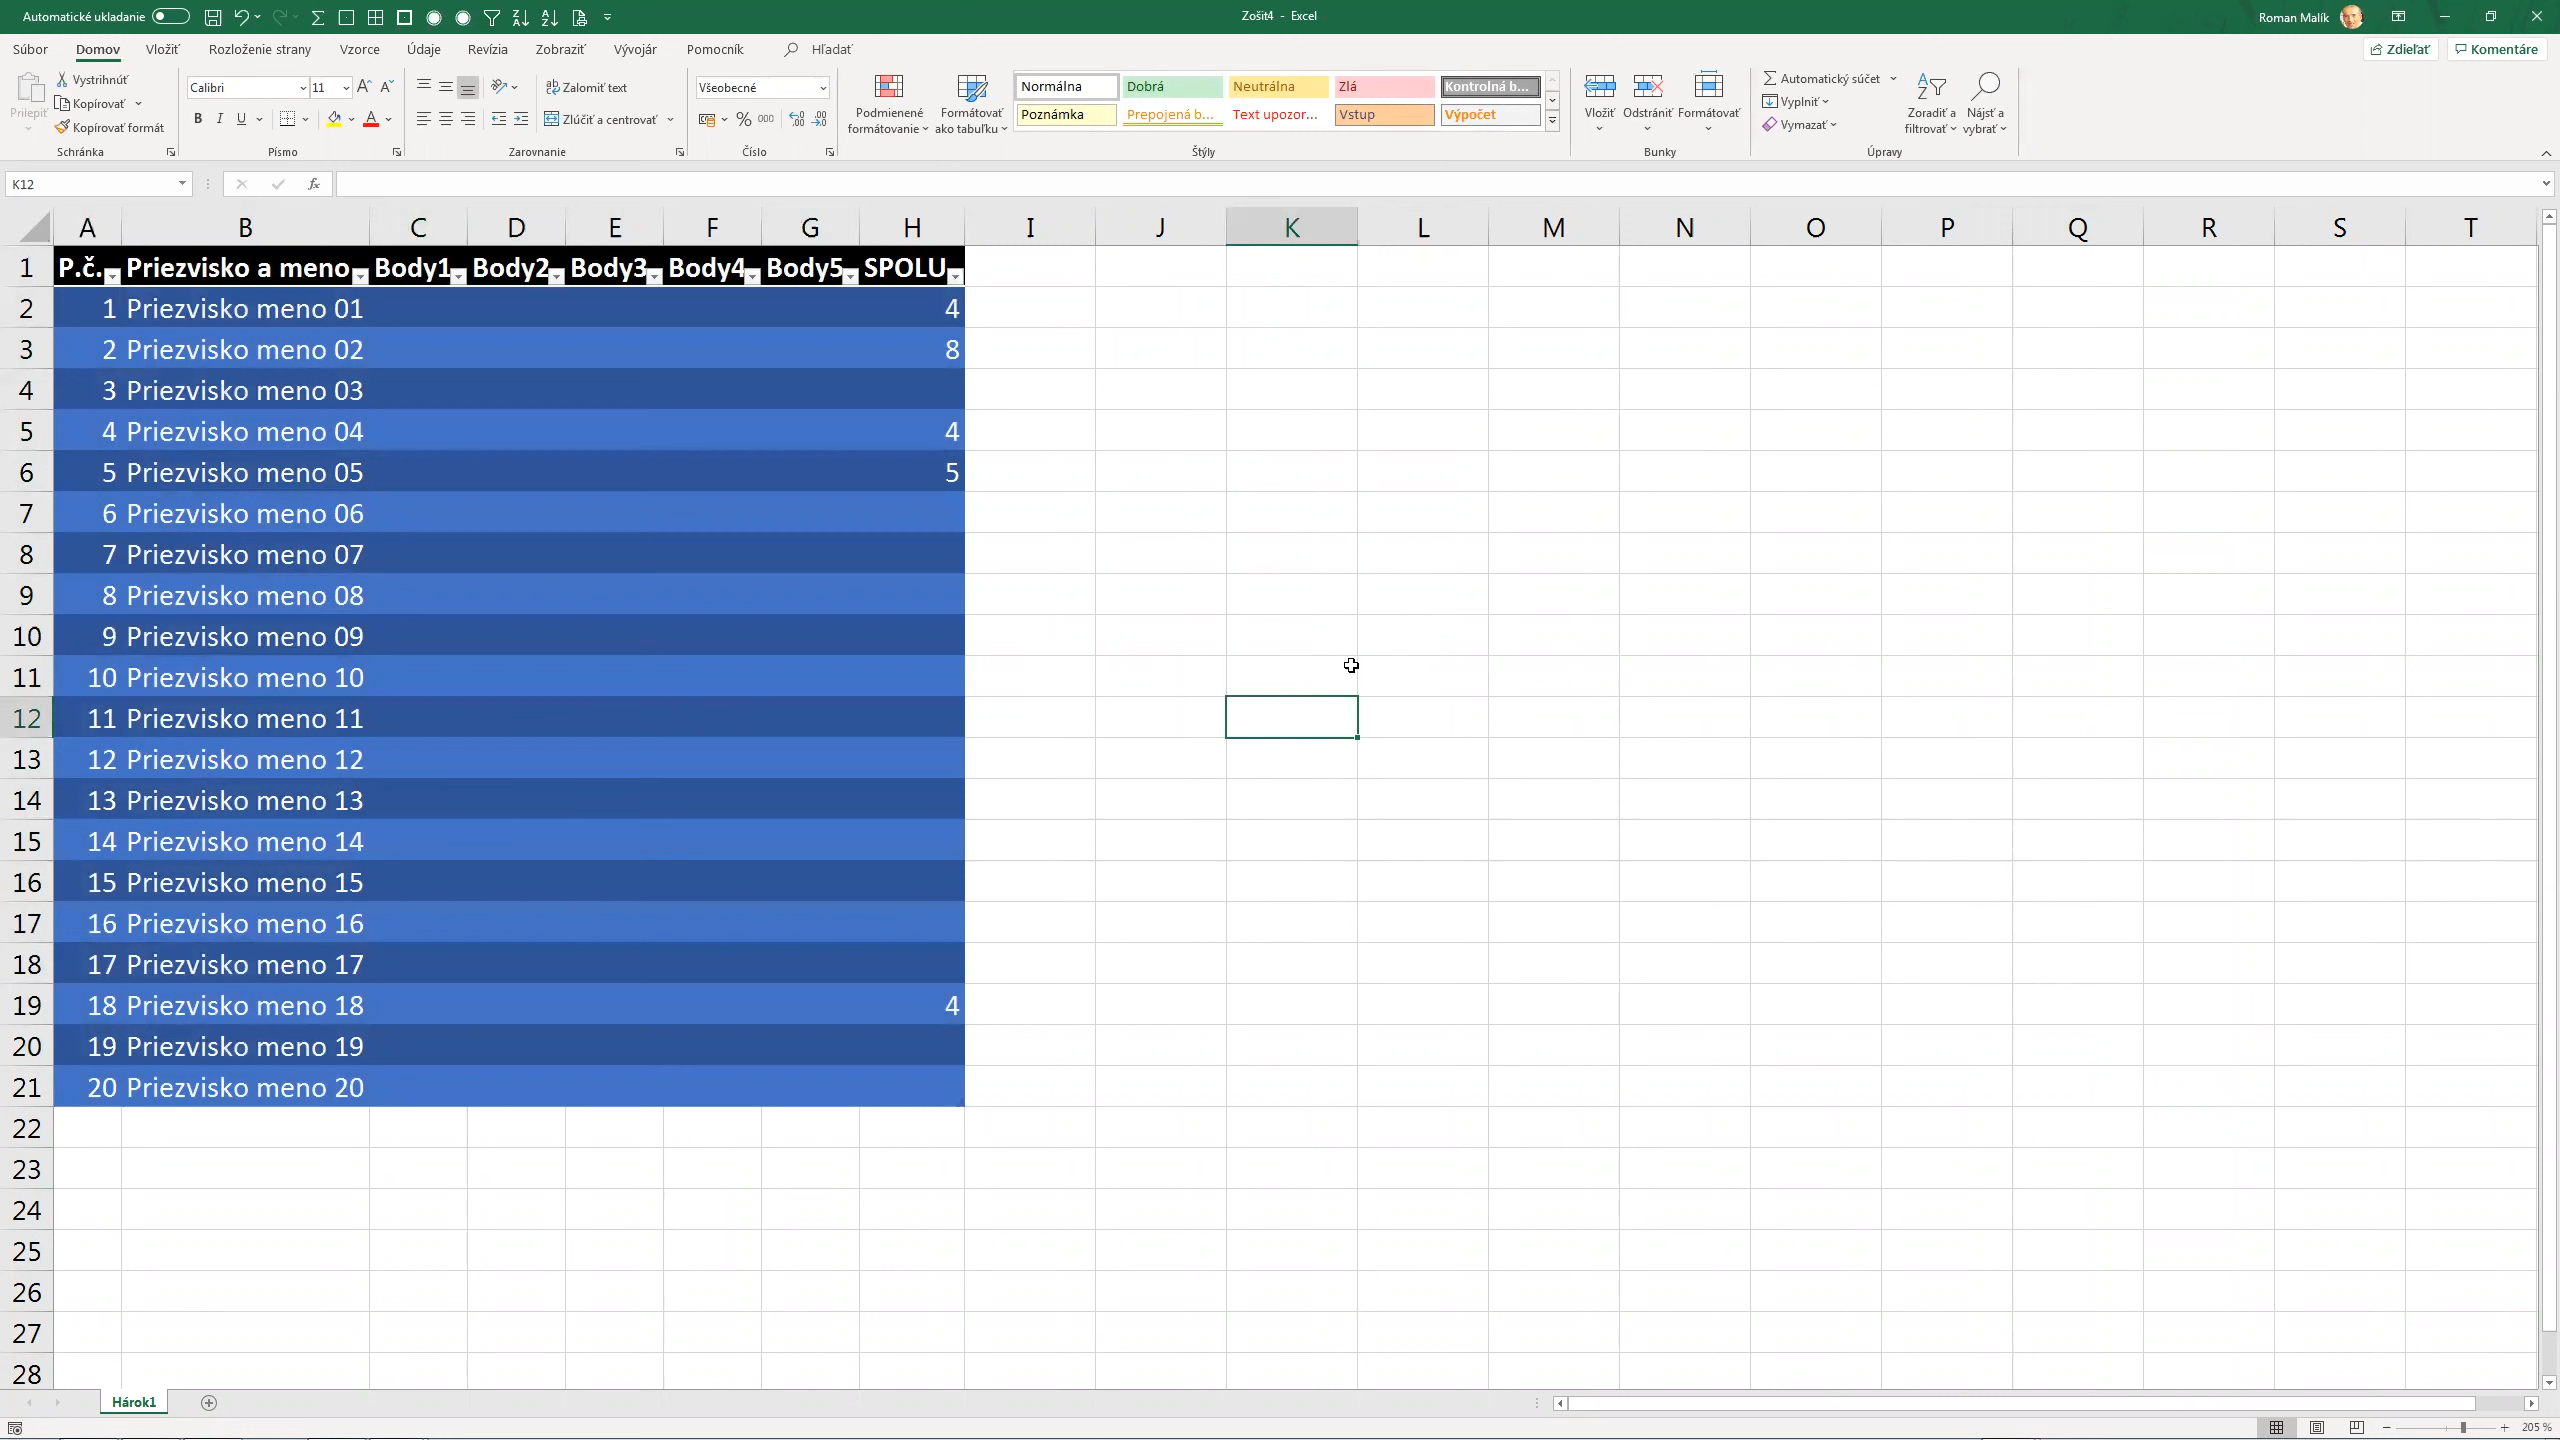 Automatické ukladanie
Zošit4 - Excel
Roman Malík
Súbor Domov Vložiť Rozloženie strany Vzorce Údaje Revízia Zobraziť Vývojár Pomocník Hľadať Zdieľať Komentáre
Prilepiť
Vystrihnúť
Kopírovať
Kopírovať formát
Schránka
Calibri 11
B I U
Písmo
Zalomiť text
Zlúčiť a centrovať
Zarovnanie
Všeobecné
% 000
Číslo
Podmienené formátovanie
Formátovať ako tabuľku
Normálna Dobrá Neutrálna Zlá Kontrolná b...
Poznámka Prepojená b... Text upozor... Vstup Výpočet
Štýly
Vložiť Odstrániť Formátovať
Bunky
Automatický súčet
Vyplniť
Vymazať
Zoradiť a filtrovať
Nájsť a vybrať
Úpravy
K12 fx
A B C D E F G H I J K L M N O P Q R S T
1 P.č. Priezvisko a meno Body1 Body2 Body3 Body4 Body5 SPOLU
2 1 Priezvisko meno 01 4
3 2 Priezvisko meno 02 8
4 3 Priezvisko meno 03
5 4 Priezvisko meno 04 4
6 5 Priezvisko meno 05 5
7 6 Priezvisko meno 06
8 7 Priezvisko meno 07
9 8 Priezvisko meno 08
10 9 Priezvisko meno 09
11 10 Priezvisko meno 10
12 11 Priezvisko meno 11
13 12 Priezvisko meno 12
14 13 Priezvisko meno 13
15 14 Priezvisko meno 14
16 15 Priezvisko meno 15
17 16 Priezvisko meno 16
18 17 Priezvisko meno 17
19 18 Priezvisko meno 18 4
20 19 Priezvisko meno 19
21 20 Priezvisko meno 20
22
23
24
25
26
27
28
Hárok1
205 %